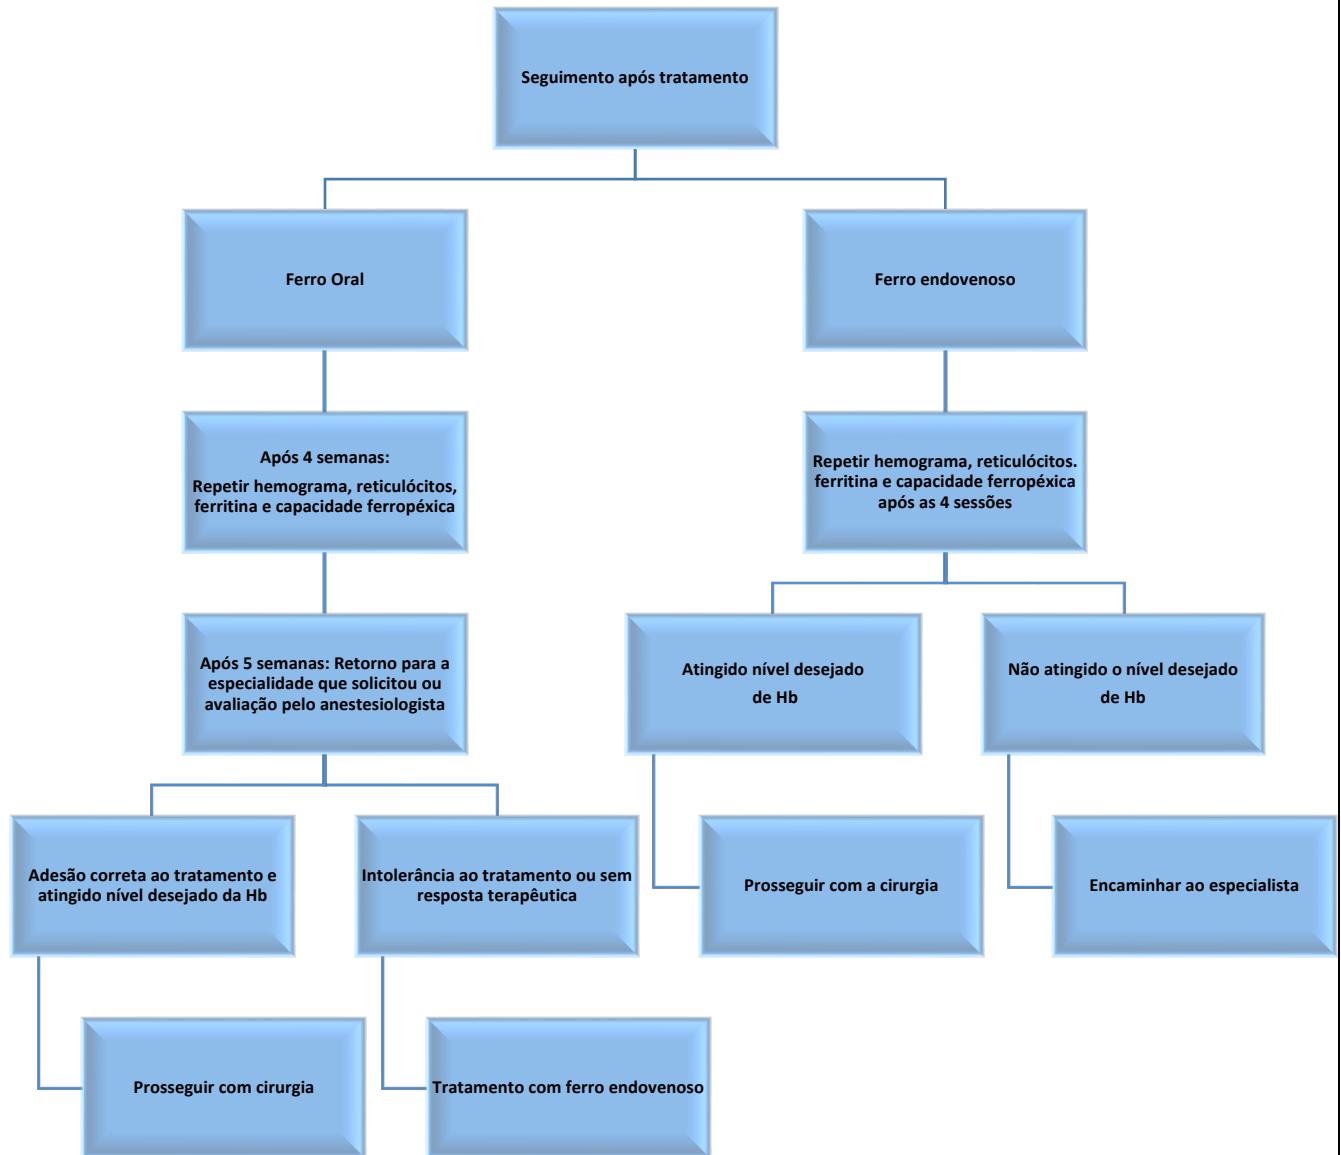 Seguimento após tratamento
Ferro Oral
Ferro endovenoso
Após 4 semanas:
Repetir hemograma, reticulócitos,
ferritina e capacidade ferropéxica
Repetir hemograma, reticulócitos.
ferritina e capacidade ferropéxica
após as 4 sessões
Após 5 semanas: Retorno para a
especialidade que solicitou ou
avaliação pelo anestesiologista
Atingido nível desejado
de Hb
Não atingido o nível desejado
de Hb
Adesão correta ao tratamento e
atingido nível desejado da Hb
Intolerância ao tratamento ou sem
resposta terapêutica
Prosseguir com a cirurgia
Encaminhar ao especialista
Prosseguir com cirurgia
Tratamento com ferro endovenoso